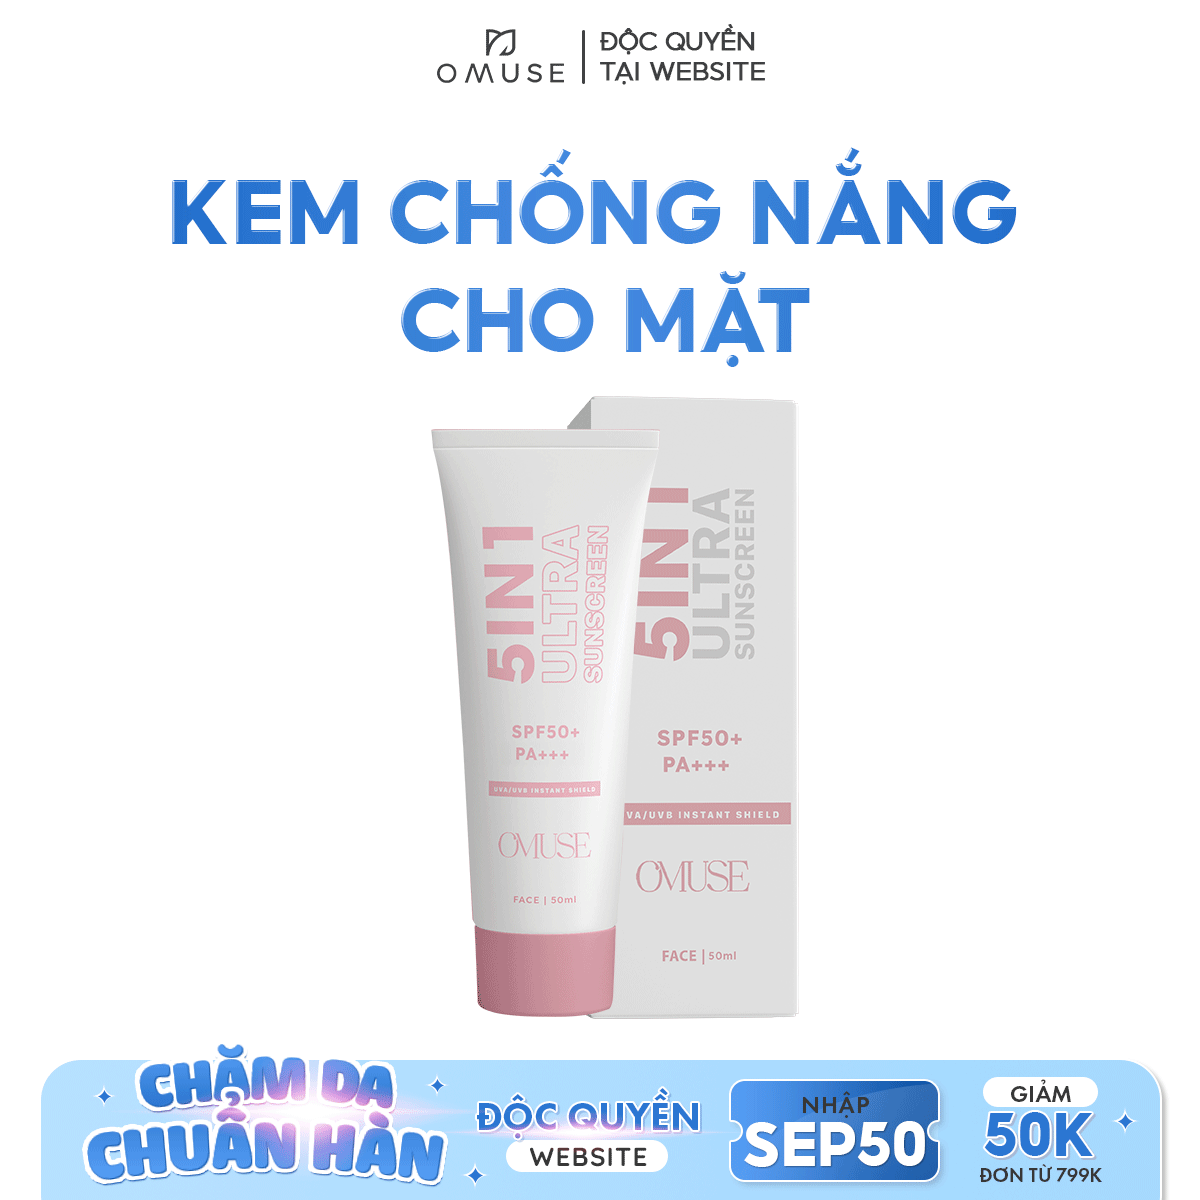 OMUSE
ĐỘC QUYỀN
TẠI WEBSITE
KEM CHỐNG NẮNG
CHO MẶT
5IN1
ULTRA
SUNSCREEN
SPF50+
PA+++
UVA/UVB INSTANT SHIELD
OMUSE
FACE | 50ml
5IN1
ULTRA
SUNSCREEN
SPF50+
PA+++
VA/UVB INSTANT SHIELD
OMUSE
FACE | 50ml
CHĂM DA
CHUẨN HÀN
ĐỘC QUYỀN
WEBSITE
NHẬP
SEP50
GIẢM
50K
ĐƠN TỪ 799K